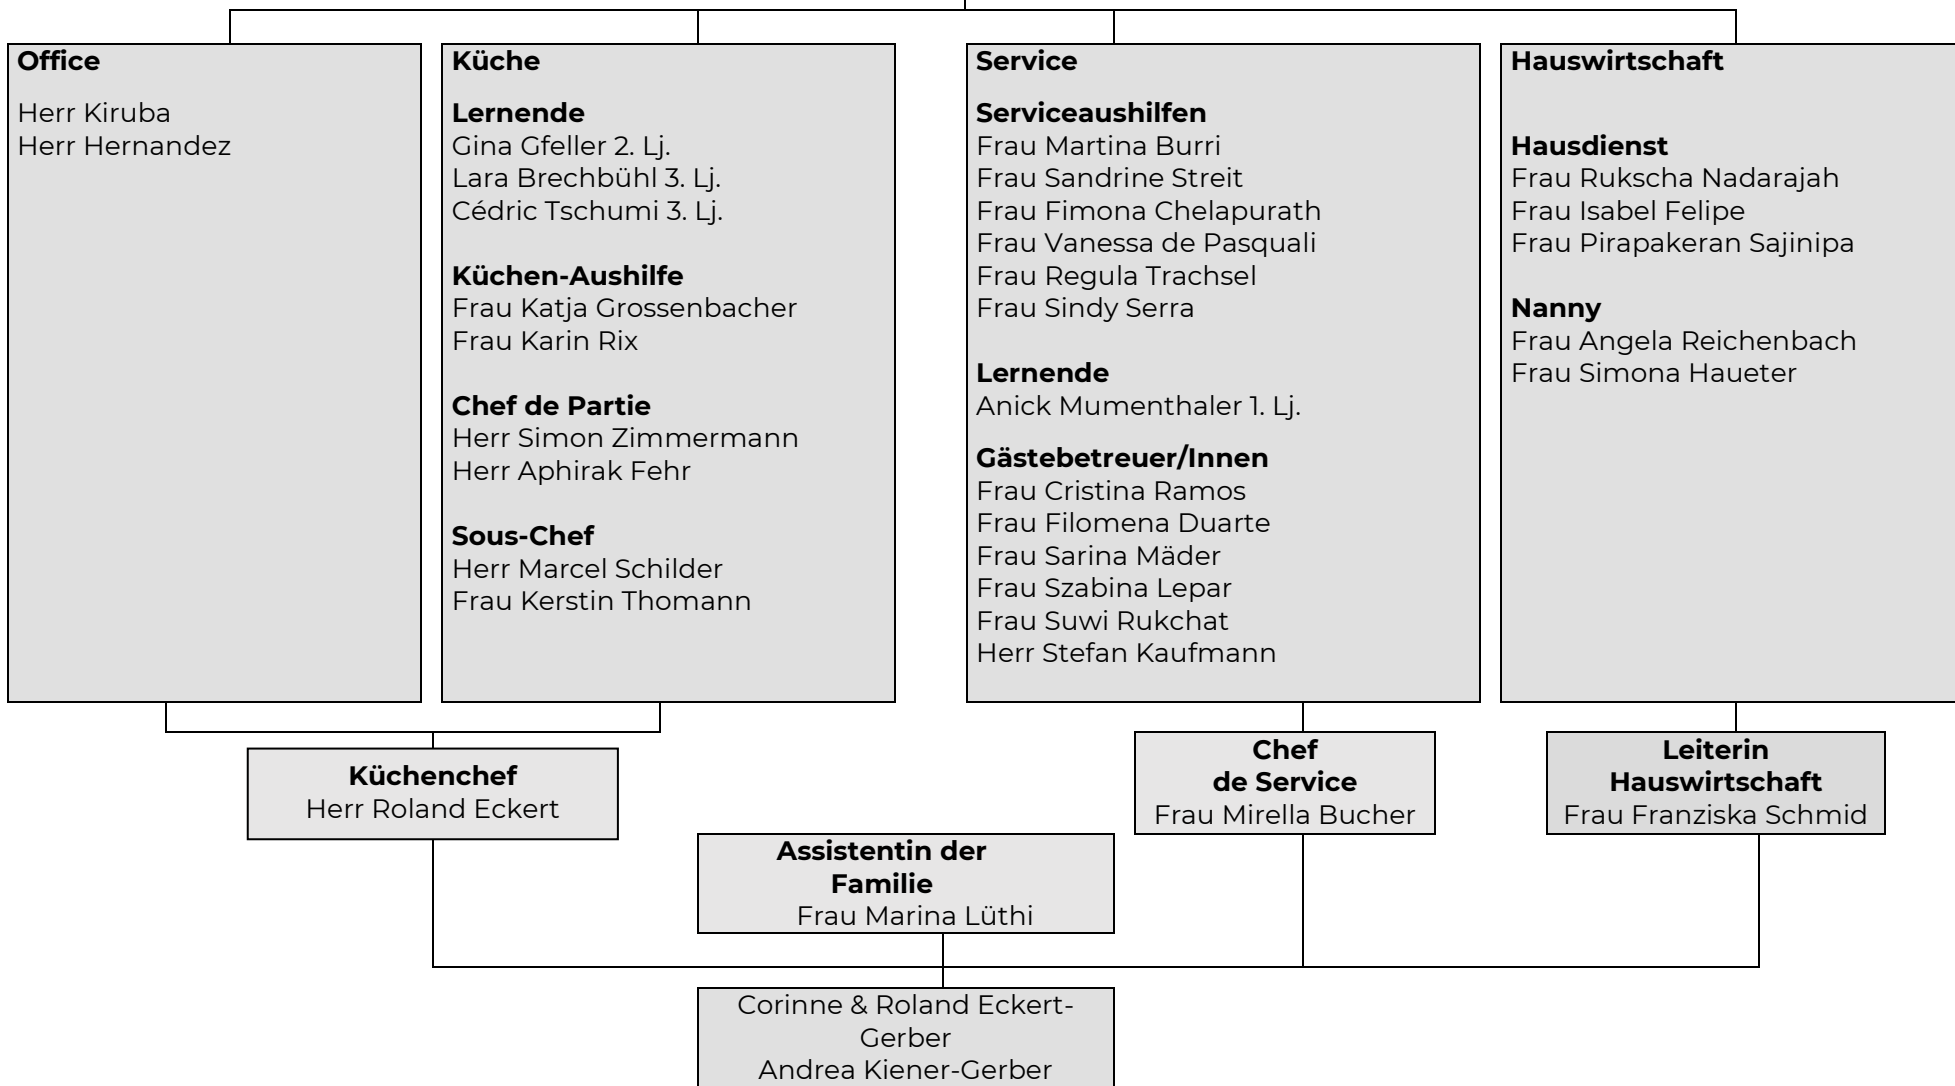 Office
Herr Kiruba
Herr Hernandez
Küche
Lernende
Gina Gfeller 2. Lj.
Lara Brechbühl 3. Lj.
Cédric Tschumi 3. Lj.
Küchen-Aushilfe
Frau Katja Grossenbacher
Frau Karin Rix
Chef de Partie
Herr Simon Zimmermann
Herr Aphirak Fehr
Sous-Chef
Herr Marcel Schilder
Frau Kerstin Thomann
Service
Serviceaushilfen
Frau Martina Burri
Frau Sandrine Streit
Frau Fimona Chelapurath
Frau Vanessa de Pasquali
Frau Regula Trachsel
Frau Sindy Serra
Lernende
Anick Mumenthaler 1. Lj.
Gästebetreuer/Innen
Frau Cristina Ramos
Frau Filomena Duarte
Frau Sarina Mäder
Frau Szabina Lepar
Frau Suwi Rukchat
Herr Stefan Kaufmann
Hauswirtschaft
Hausdienst
Frau Rukscha Nadarajah
Frau Isabel Felipe
Frau Pirapakeran Sajinipa
Nanny
Frau Angela Reichenbach
Frau Simona Haueter
Küchenchef
Herr Roland Eckert
Chef
de Service
Frau Mirella Bucher
Leiterin
Hauswirtschaft
Frau Franziska Schmid
Assistentin der
Familie
Frau Marina Lüthi
Corinne & Roland Eckert-
Gerber
Andrea Kiener-Gerber